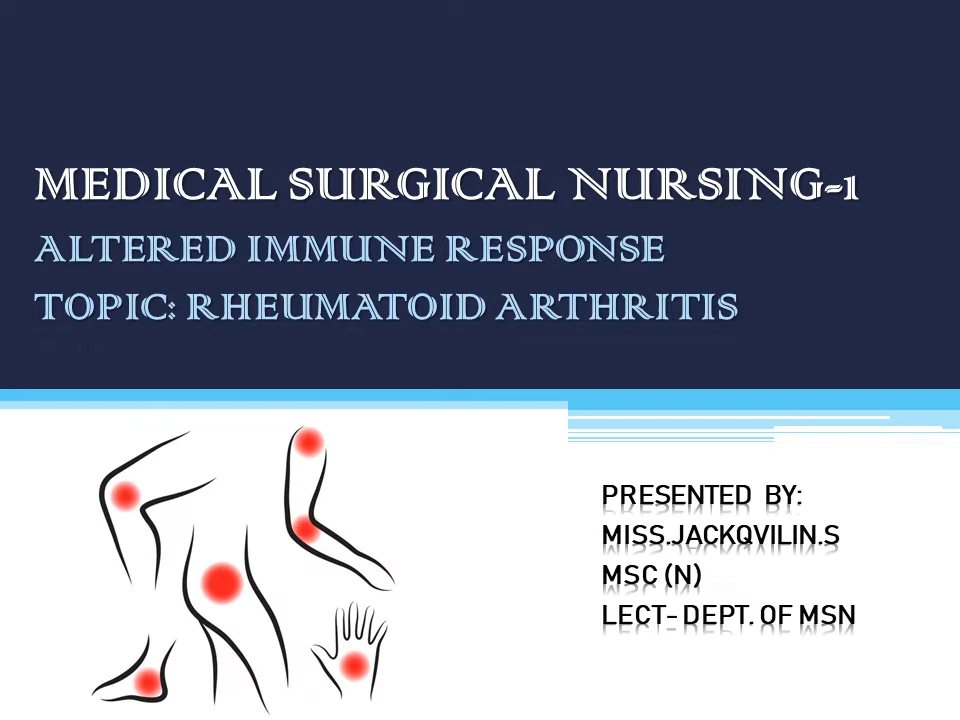 MEDICAL SURGICAL NURSING-1
ALTERED IMMUNE RESPONSE
TOPIC: RHEUMATOID ARTHRITIS
PRESENTED BY:
MISS.JACKQVILIN.S
MSC (N)
LECT- DEPT. OF MSN